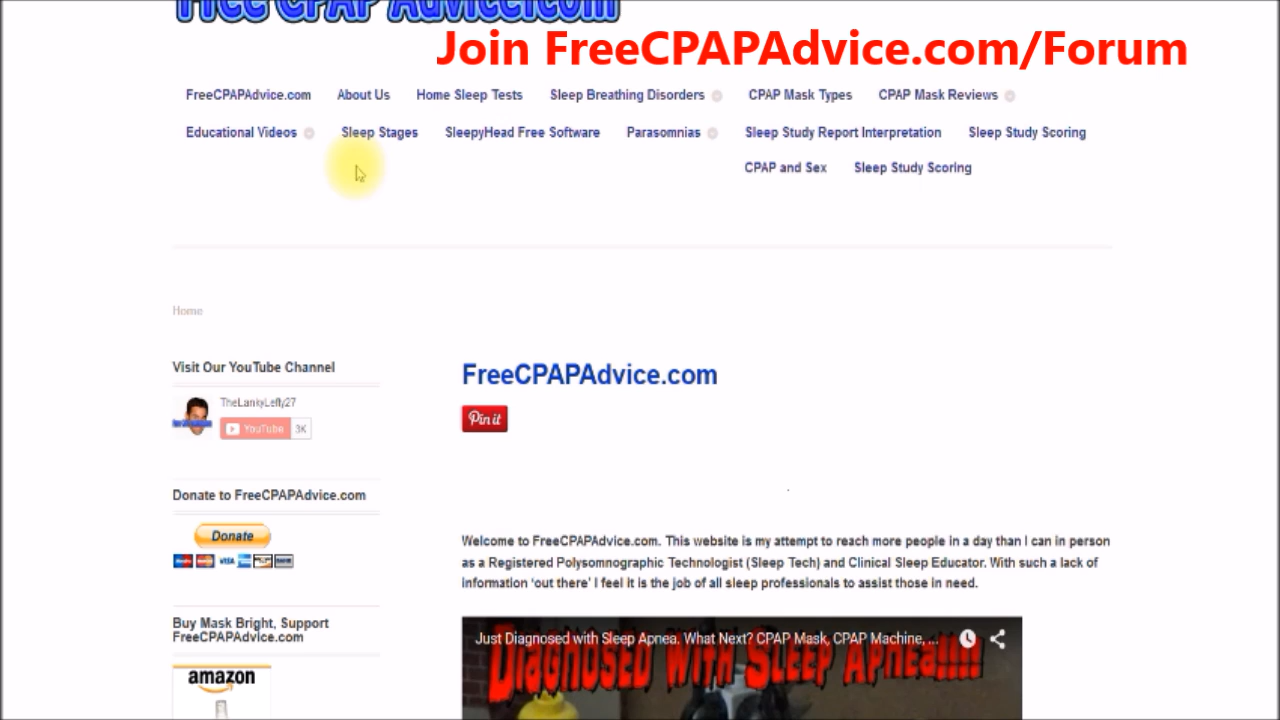 Free CPAP Advice.com
Join FreeCPAPAdvice.com/Forum
FreeCPAPAdvice.com About Us Home Sleep Tests Sleep Breathing Disorders CPAP Mask Types CPAP Mask Reviews
Educational Videos Sleep Stages SleepyHead Free Software Parasomnias Sleep Study Report Interpretation Sleep Study Scoring
CPAP and Sex Sleep Study Scoring
Home
Visit Our YouTube Channel
TheLankyLefty27
YouTube 3K
Donate to FreeCPAPAdvice.com
Donate
VISA
Buy Mask Bright, Support
FreeCPAPAdvice.com
amazon
FreeCPAPAdvice.com
Pin it
Welcome to FreeCPAPAdvice.com. This website is my attempt to reach more people in a day than I can in person
as a Registered Polysomnographic Technologist (Sleep Tech) and Clinical Sleep Educator. With such a lack of
information ‘out there’ I feel it is the job of all sleep professionals to assist those in need.
Just Diagnosed with Sleep Apnea. What Next? CPAP Mask, CPAP Machine, ...
Diagnosed with Sleep Apnea!!!!!